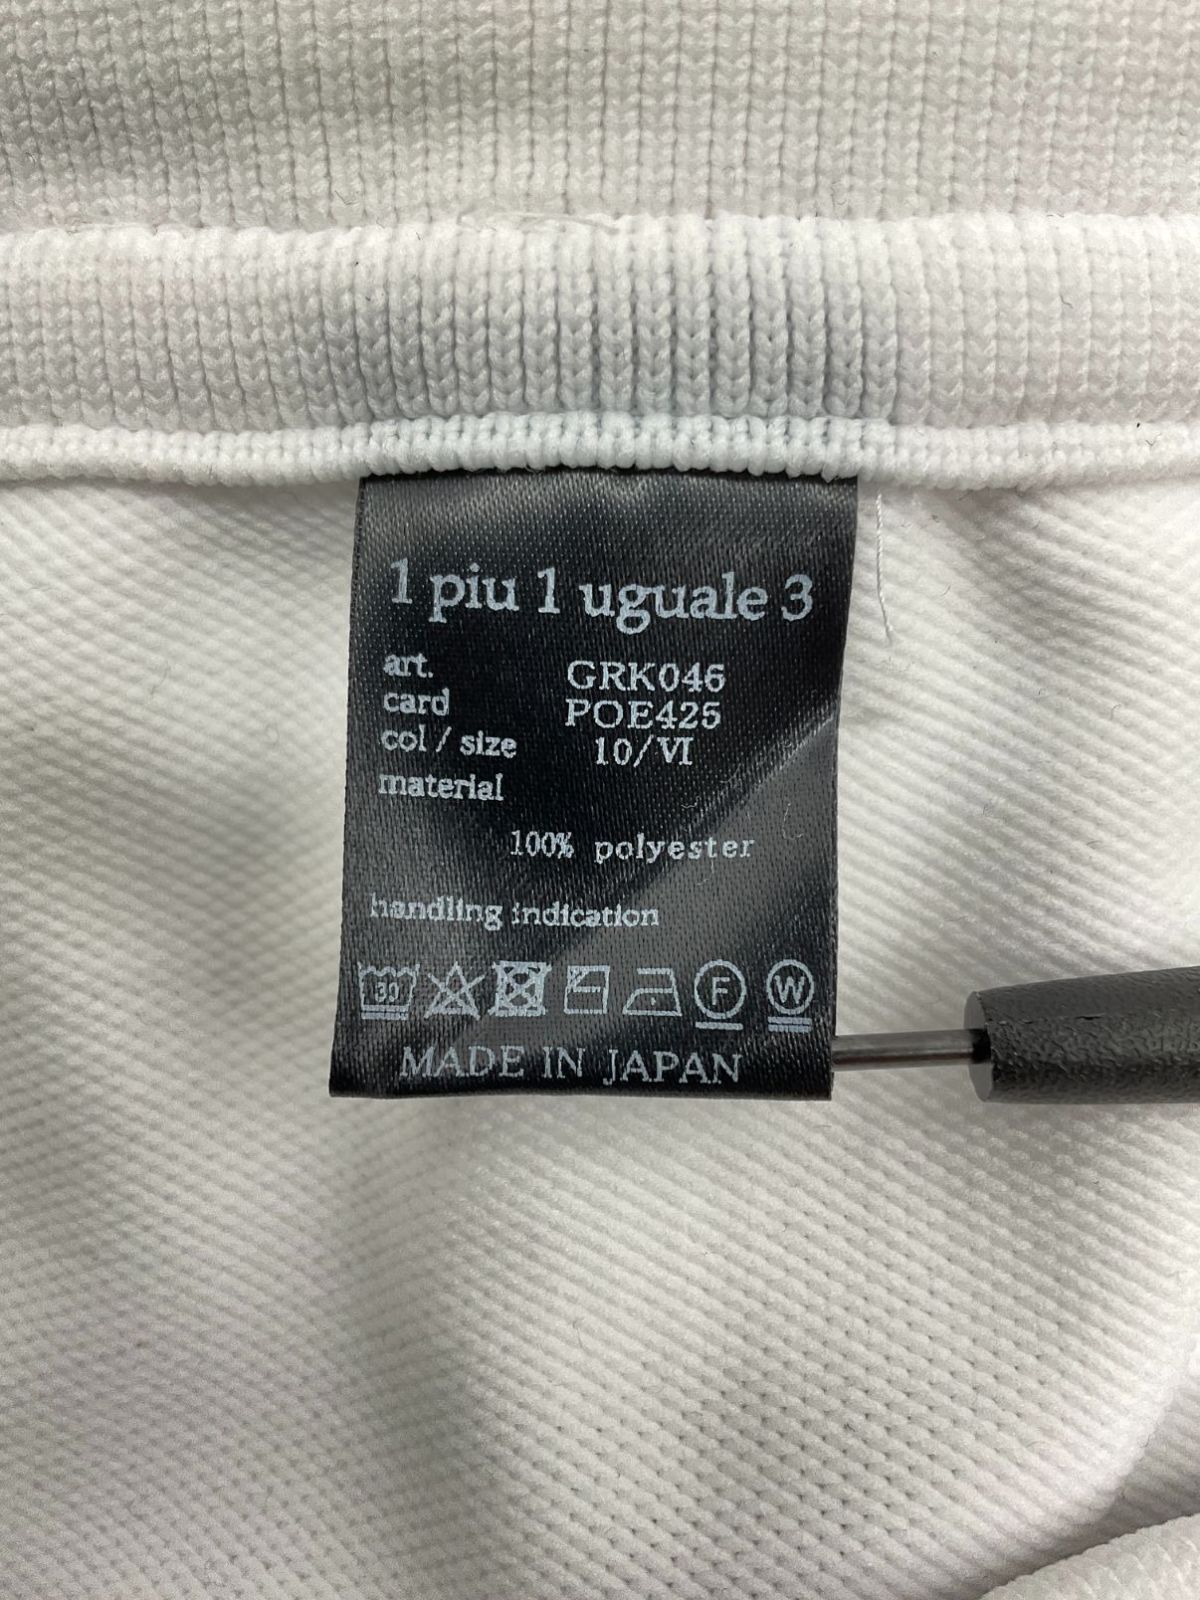 1 piu 1 uguale 3
art. GRK046
card POE425
col / size 10/VI
material
100% polyester
handling indication
30 F W
MADE IN JAPAN